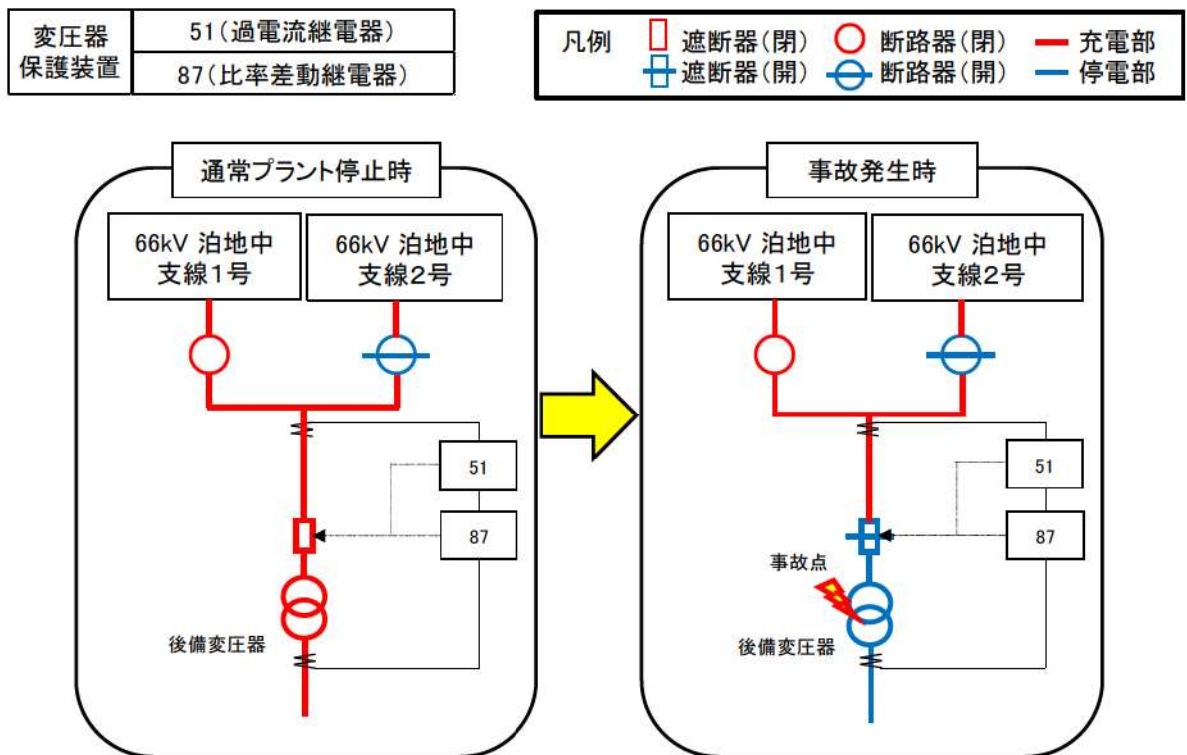 変圧器
保護装置
51(過電流継電器)
87(比率差動継電器)
凡例
遮断器(閉)
断路器(閉)
充電部
遮断器(開)
断路器(開)
停電部
通常プラント停止時
66kV 泊地中
支線1号
66kV 泊地中
支線2号
51
87
後備変圧器
事故発生時
66kV 泊地中
支線1号
66kV 泊地中
支線2号
51
87
事故点
後備変圧器